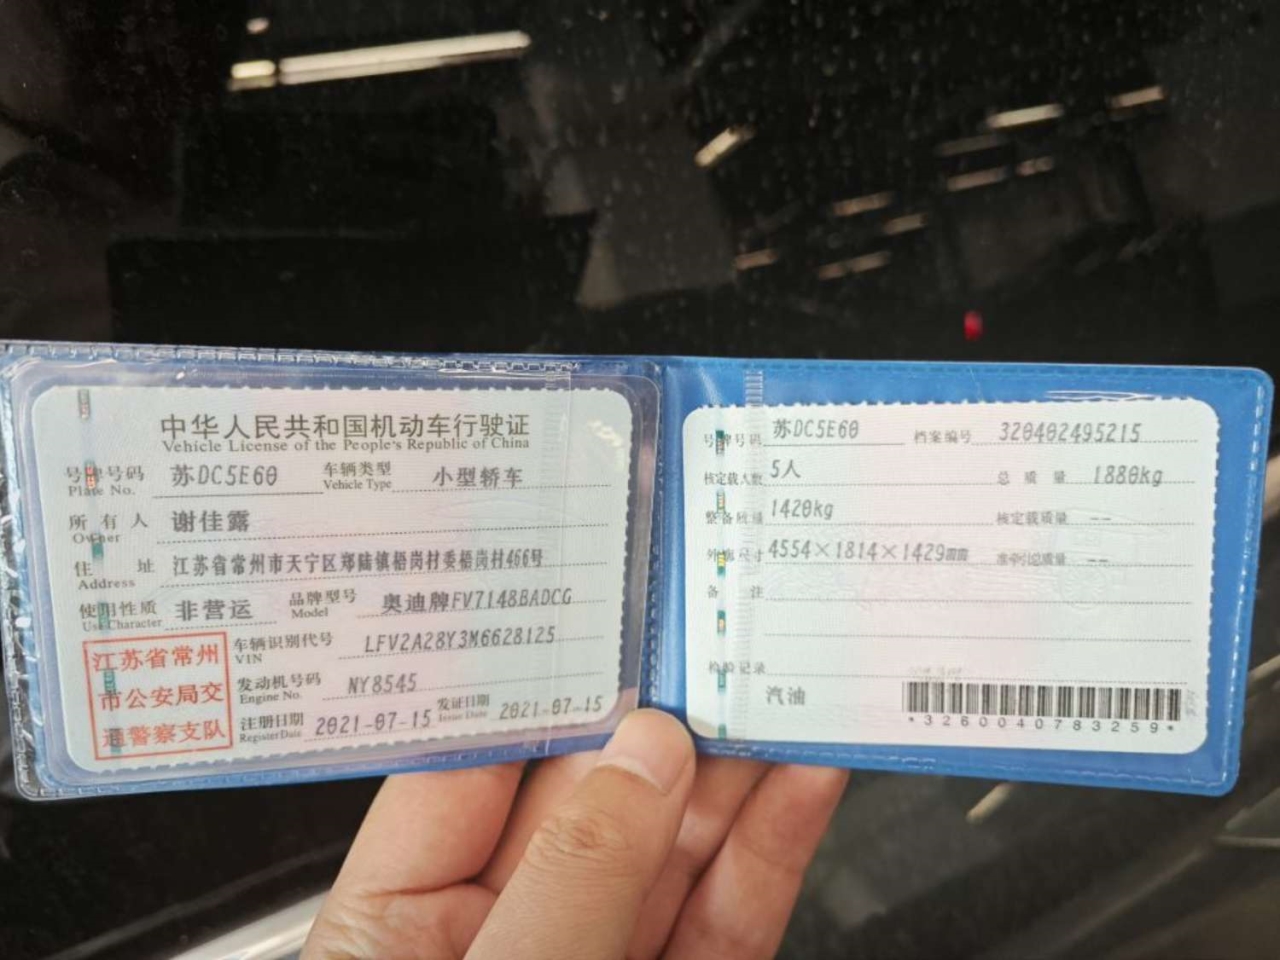 中华人民共和国机动车行驶证
Vehicle License of the People's Republic of China
号牌号码 苏DC5E60 车辆类型 小型轿车
Plate No. Vehicle Type
所有人 谢佳露
Owner
住址 江苏省常州市天宁区郑陆镇梧岗村委梧岗村466号
Address
使用性质 非营运 品牌型号 奥迪牌FV7148BADCG
Use Character Model
江苏省常州
市公安局交
通警察支队
车辆识别代号 LFV2A28Y3M6628125
VIN
发动机号码 NY8545
Engine No.
注册日期 2021-07-15 发证日期 2021-07-15
Register Date Issue Date
号牌号码 苏DC5E60 档案编号 320402495215
核定载人数 5人 总质量 1880kg
整备质量 1420kg 核定载质量 --
外廓尺寸 4554×1814×1429mm 准牵引总质量 --
备注
检验记录
汽油
*3260040783259*